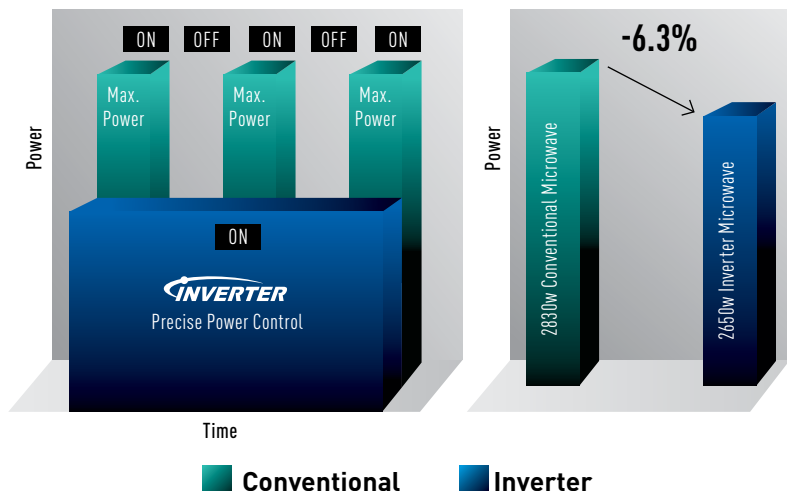 ON OFF ON OFF ON
Max.
Power
Max.
Power
Max.
Power
Power
ON
INVERTER
Precise Power Control
Time
-6.3%
Power
2830w Conventional Microwave
2650w Inverter Microwave
Conventional
Inverter